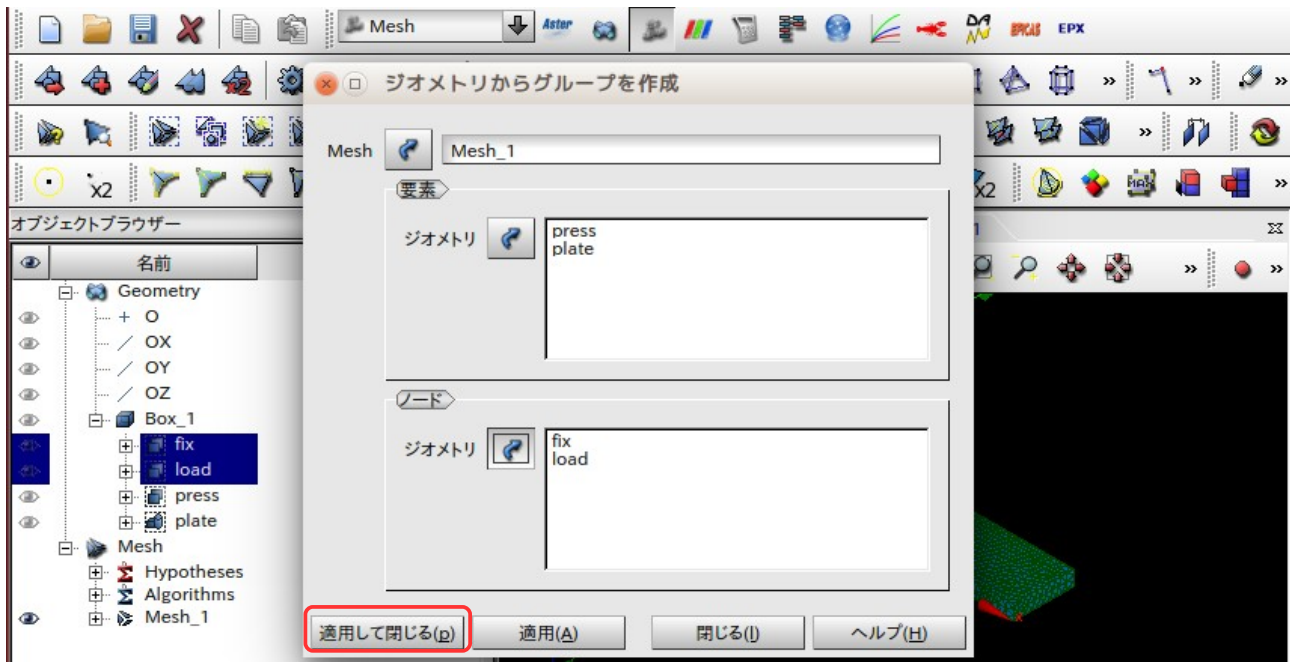 Mesh
Aster
EFICAS EPX
ジオメトリからグループを作成
»
»
»
Mesh Mesh_1
»
»
x2
x2
MAX
»
(要素)
オブジェクトブラウザー
ジオメトリ
press
plate
名前
»
»
Geometry
O
OX
OY
OZ
Box_1
fix
load
press
plate
Mesh
Hypotheses
Algorithms
Mesh_1
(ノード)
ジオメトリ
fix
load
適用して閉じる(p)
適用(A)
閉じる(l)
ヘルプ(H)